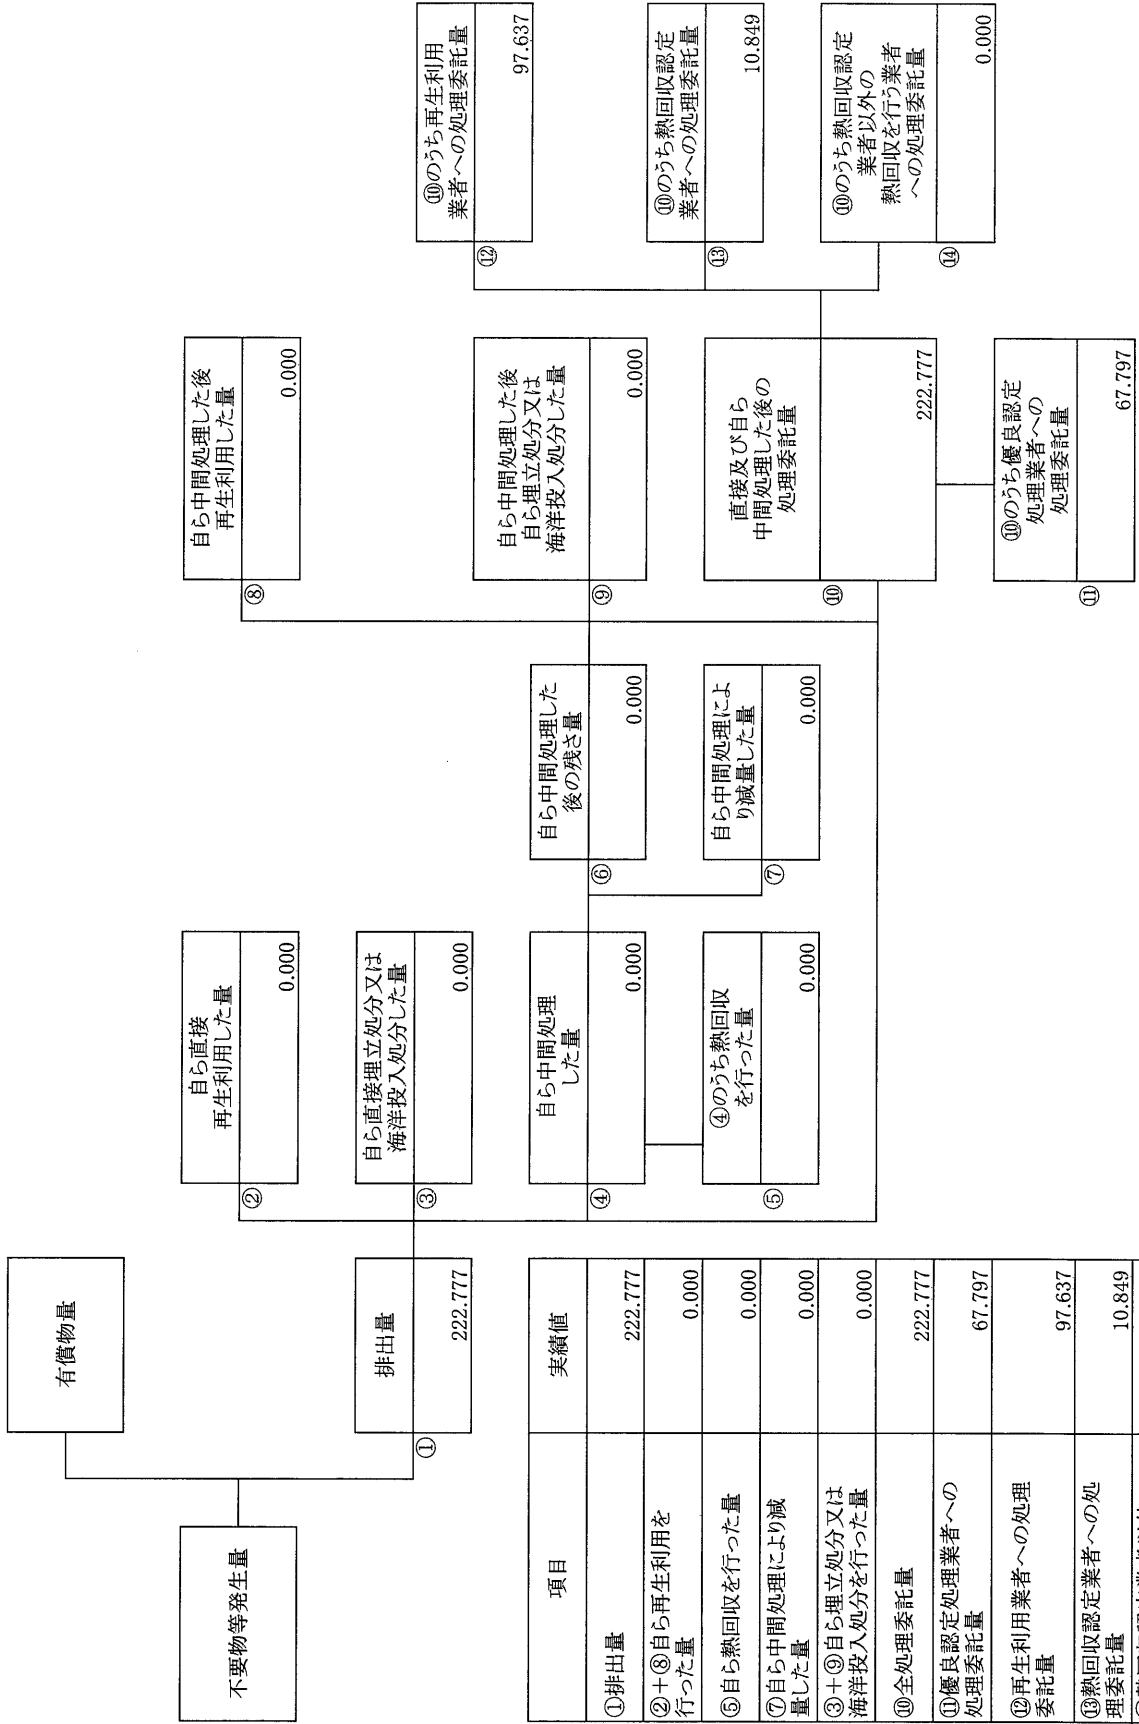 不要物等発生量
有償物量
排出量
①
222.777
自ら直接
再生利用した量
②
0.000
自ら直接埋立処分又は
海洋投入処分した量
③
0.000
自ら中間処理
した量
④
0.000
④のうち熱回収
を行った量
⑤
0.000
自ら中間処理した
後の残さ量
⑥
0.000
自ら中間処理によ
り減量した量
⑦
0.000
自ら中間処理した後
再生利用した量
⑧
0.000
自ら中間処理した後
自ら埋立処分又は
海洋投入処分した量
⑨
0.000
直接及び自ら
中間処理した後の
処理委託量
⑩
222.777
⑩のうち優良認定
処理業者への
処理委託量
⑪
67.797
⑩のうち再生利用
業者への処理委託量
⑫
97.637
⑩のうち熱回収認定
業者への処理委託量
⑬
10.849
⑩のうち熱回収認定
業者以外の
熱回収を行う業者
への処理委託量
⑭
0.000
項目 実績値
①排出量 222.777
②+⑧自ら再生利用を
行った量 0.000
⑤自ら熱回収を行った量 0.000
⑦自ら中間処理により減
量した量 0.000
③+⑨自ら埋立処分又は
海洋投入処分を行った量 0.000
⑩全処理委託量 222.777
⑪優良認定処理業者への
処理委託量 67.797
⑫再生利用業者への処理
委託量 97.637
⑬熱回収認定業者への処
理委託量 10.849